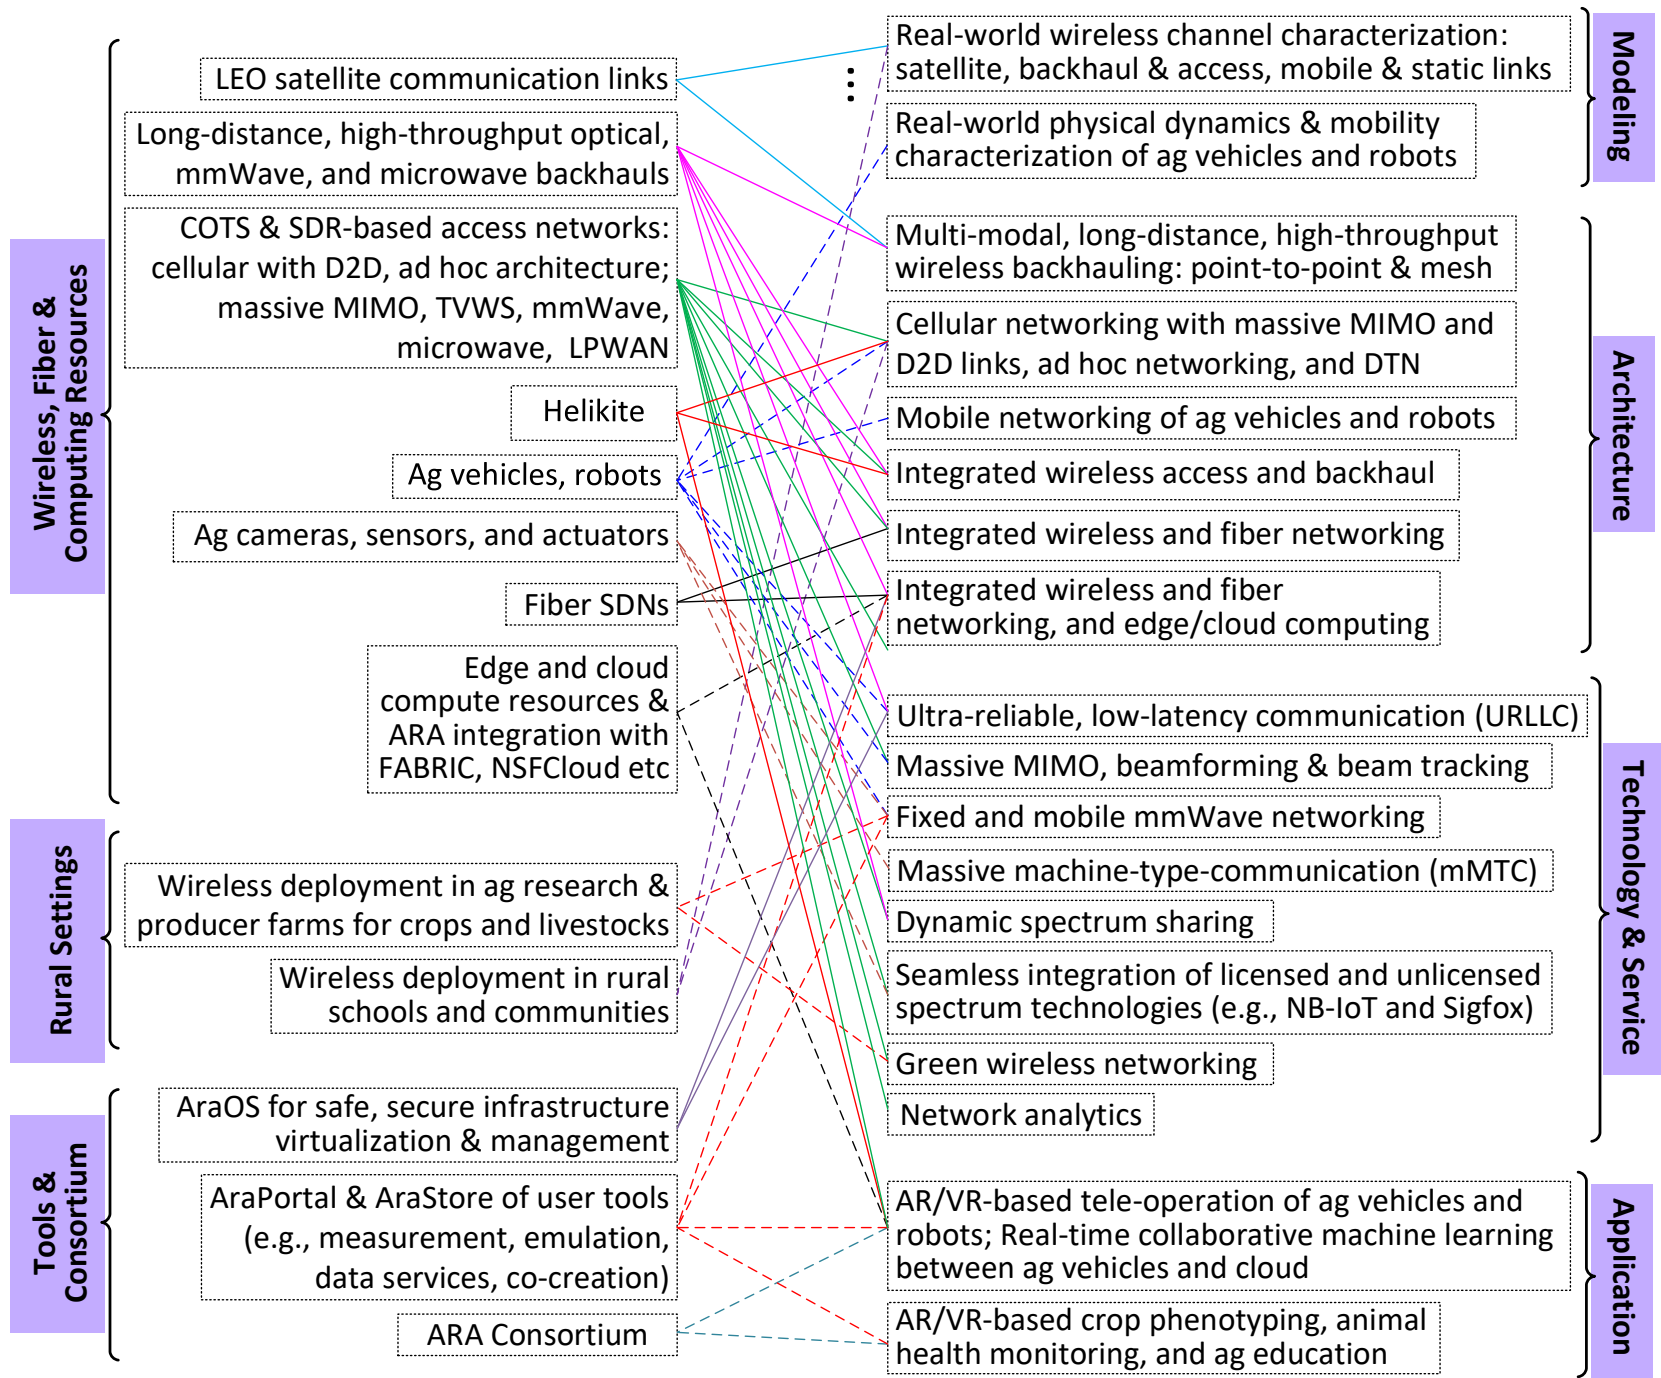 Wireless, Fiber &
Computing Resources
LEO satellite communication links
Long-distance, high-throughput optical,
mmWave, and microwave backhauls
COTS & SDR-based access networks:
cellular with D2D, ad hoc architecture;
massive MIMO, TVWS, mmWave,
microwave, LPWAN
Helikite
Ag vehicles, robots
Ag cameras, sensors, and actuators
Fiber SDNs
Edge and cloud
compute resources &
ARA integration with
FABRIC, NSFCloud etc
Rural Settings
Wireless deployment in ag research &
producer farms for crops and livestocks
Wireless deployment in rural
schools and communities
Tools &
Consortium
AraOS for safe, secure infrastructure
virtualization & management
AraPortal & AraStore of user tools
(e.g., measurement, emulation,
data services, co-creation)
ARA Consortium
...
Modeling
Real-world wireless channel characterization:
satellite, backhaul & access, mobile & static links
Real-world physical dynamics & mobility
characterization of ag vehicles and robots
Architecture
Multi-modal, long-distance, high-throughput
wireless backhauling: point-to-point & mesh
Cellular networking with massive MIMO and
D2D links, ad hoc networking, and DTN
Mobile networking of ag vehicles and robots
Integrated wireless access and backhaul
Integrated wireless and fiber networking
Integrated wireless and fiber
networking, and edge/cloud computing
Technology & Service
Ultra-reliable, low-latency communication (URLLC)
Massive MIMO, beamforming & beam tracking
Fixed and mobile mmWave networking
Massive machine-type-communication (mMTC)
Dynamic spectrum sharing
Seamless integration of licensed and unlicensed
spectrum technologies (e.g., NB-IoT and Sigfox)
Green wireless networking
Network analytics
Application
AR/VR-based tele-operation of ag vehicles and
robots; Real-time collaborative machine learning
between ag vehicles and cloud
AR/VR-based crop phenotyping, animal
health monitoring, and ag education